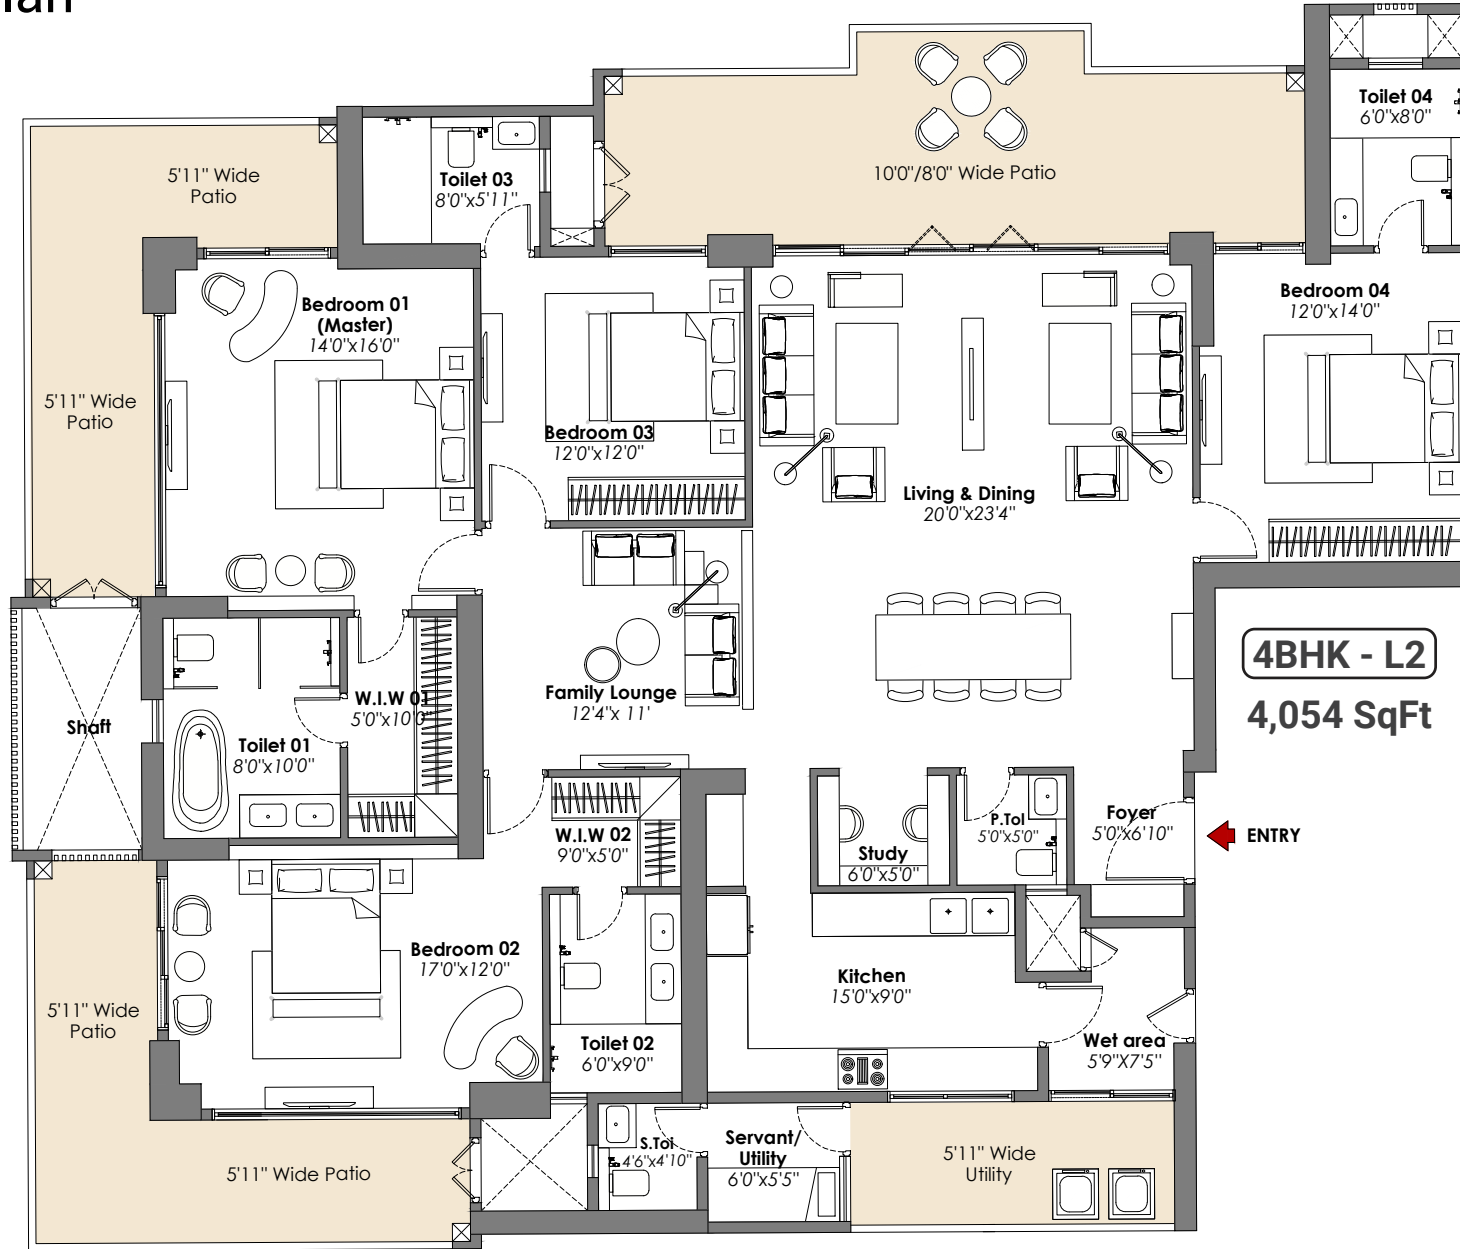 Toilet 04
6'0"x8'0"
10'0"/8'0" Wide Patio
5'11" Wide
Patio
Toilet 03
8'0"x5'11"
Bedroom 01
(Master)
14'0"x16'0"
Bedroom 04
12'0"x14'0"
5'11" Wide
Patio
Bedroom 03
12'0"x12'0"
Living & Dining
20'0"x23'4"
4BHK - L2
4,054 SqFt
Family Lounge
12'4"x 11'
W.I.W 01
5'0"x10'0"
Shaft
Toilet 01
8'0"x10'0"
W.I.W 02
9'0"x5'0"
Study
6'0"x5'0"
P.Tol
5'0"x5'0"
Foyer
5'0"x6'10"
ENTRY
Bedroom 02
17'0"x12'0"
Kitchen
15'0"x9'0"
5'11" Wide
Patio
Toilet 02
6'0"x9'0"
Wet area
5'9"X7'5"
5'11" Wide Patio
S.Tol
4'6"x4'10"
Servant/
Utility
6'0"x5'5"
5'11" Wide
Utility